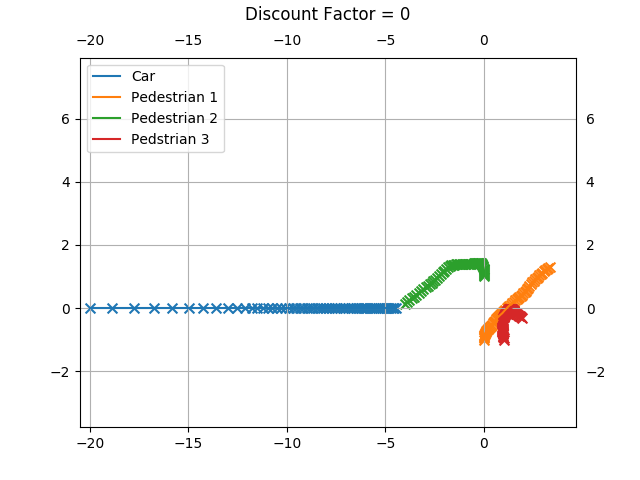 Discount Factor = 0
−20 −15 −10 −5 0
Car
Pedestrian 1
Pedestrian 2
Pedstrian 3
6 6
4 4
2 2
0 0
−2 −2
−20 −15 −10 −5 0